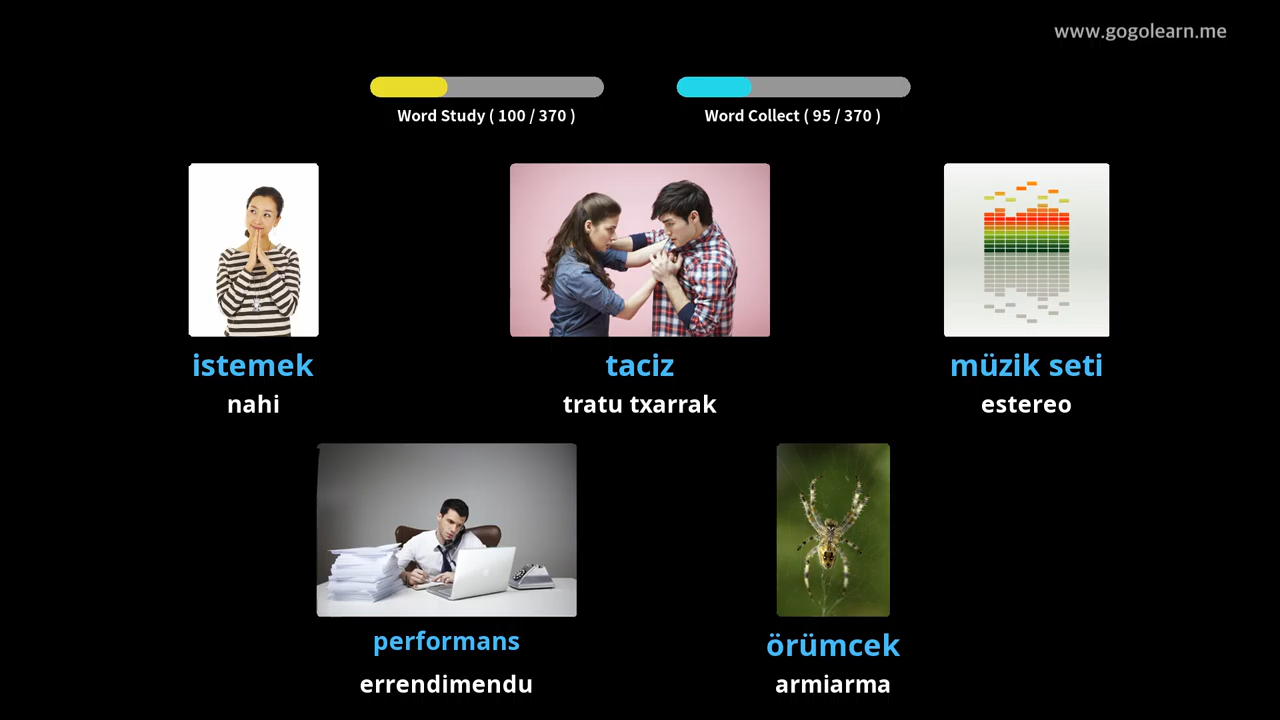 www.gogolearn.me
Word Study ( 100 / 370 )
Word Collect ( 95 / 370 )
istemek
nahi
taciz
tratu txarrak
müzik seti
estereo
performans
errendimendu
örümcek
armiarma